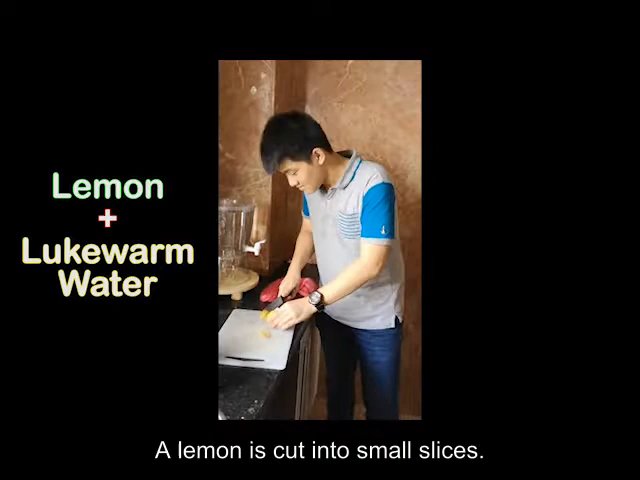 Lemon
+
Lukewarm
Water
A lemon is cut into small slices.